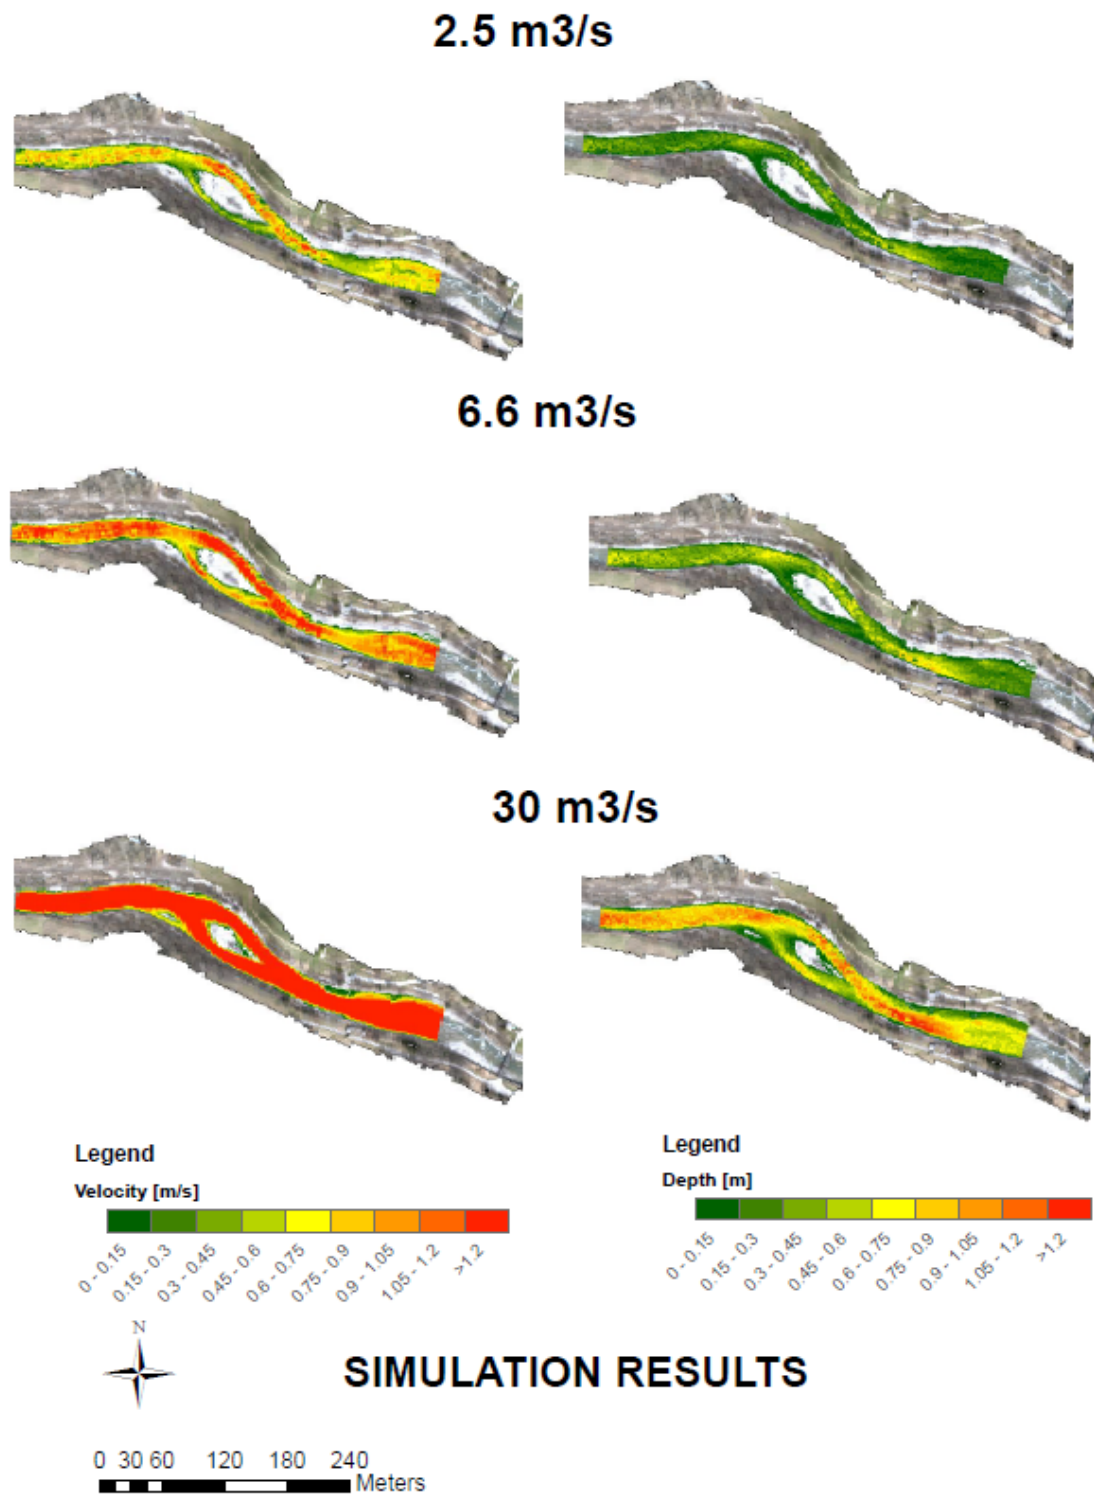 2.5 m3/s
6.6 m3/s
30 m3/s
Legend
Velocity [m/s]
0 - 0.15
0.15 - 0.3
0.3 - 0.45
0.45 - 0.6
0.6 - 0.75
0.75 - 0.9
0.9 - 1.05
1.05 - 1.2
>1.2
Legend
Depth [m]
0 - 0.15
0.15 - 0.3
0.3 - 0.45
0.45 - 0.6
0.6 - 0.75
0.75 - 0.9
0.9 - 1.05
1.05 - 1.2
>1.2
N
SIMULATION RESULTS
0 30 60 120 180 240
Meters